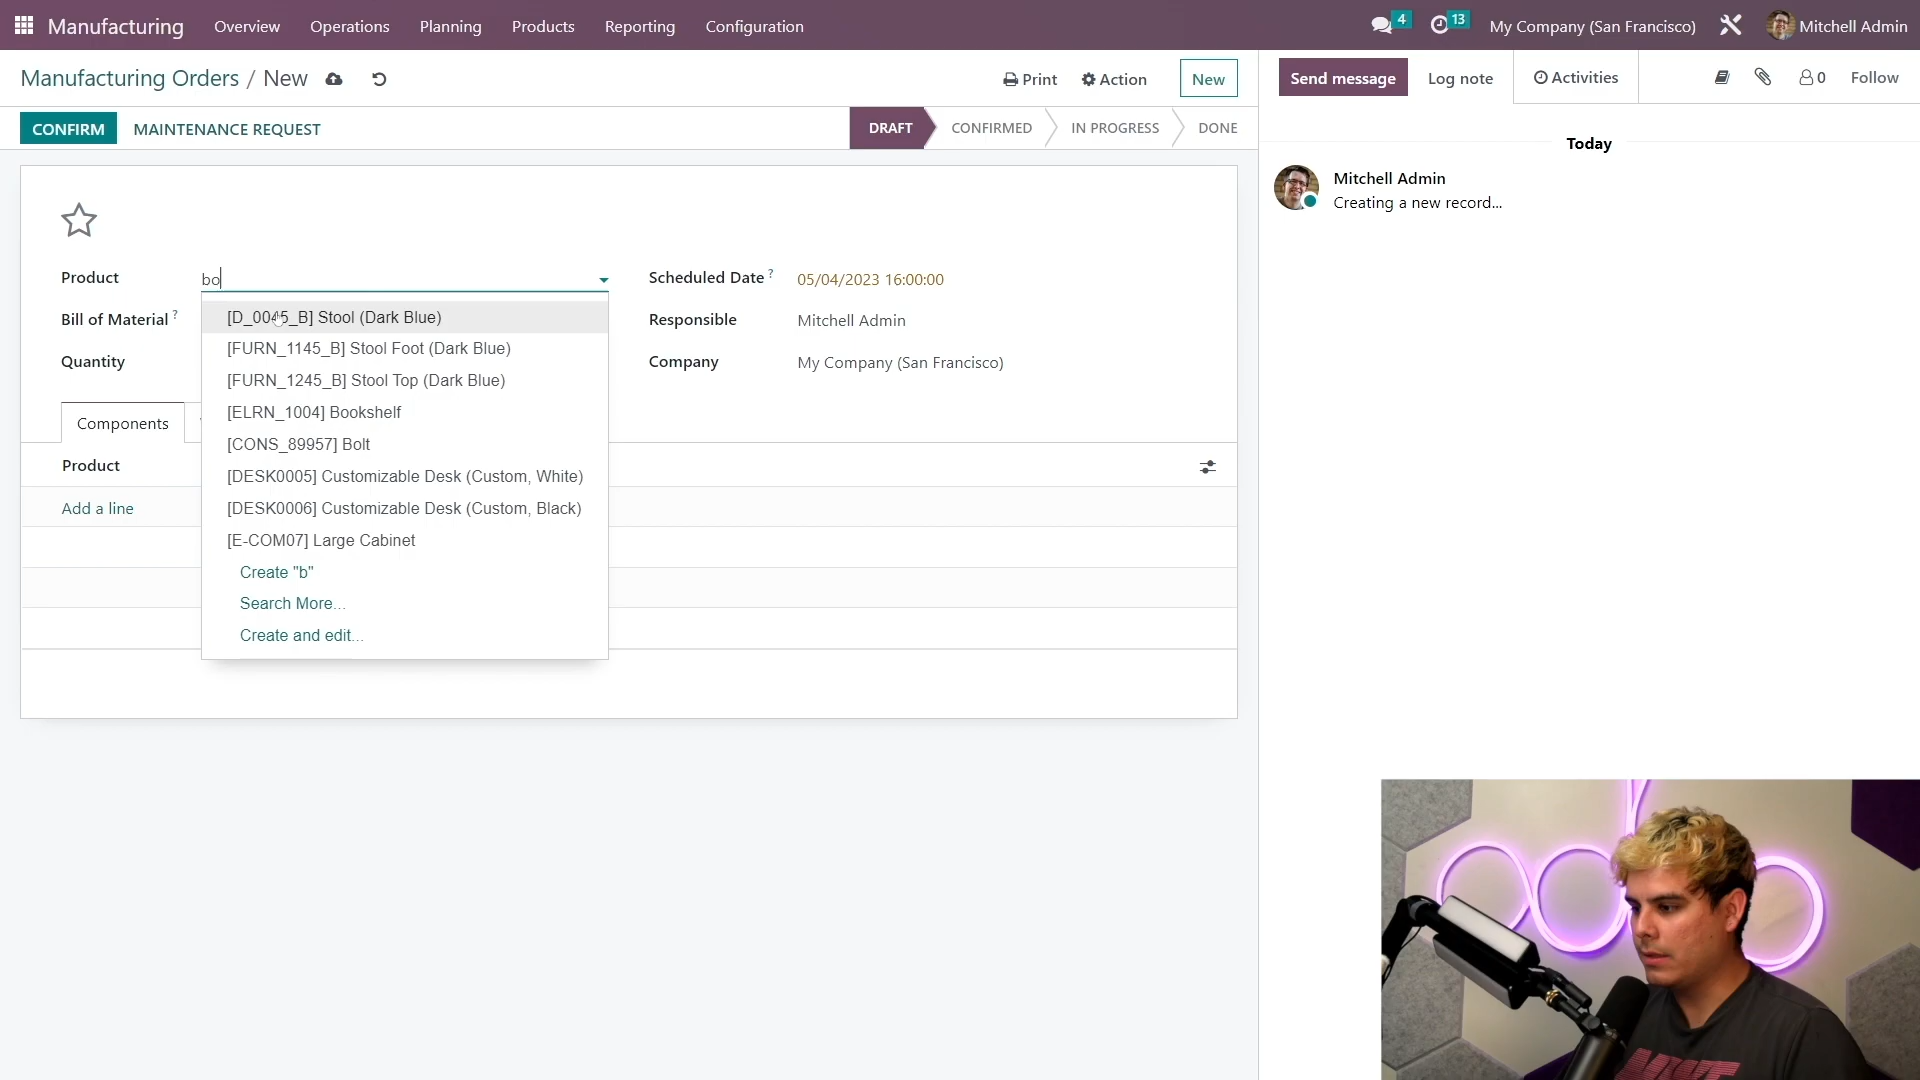 Manufacturing Overview Operations Planning Products Reporting Configuration 4 13 My Company (San Francisco) Mitchell Admin
Manufacturing Orders / New Print Action New
Send message Log note Activities 0 Follow
CONFIRM MAINTENANCE REQUEST DRAFT CONFIRMED IN PROGRESS DONE
Today
Mitchell Admin
Creating a new record...
Product bo Scheduled Date ? 05/04/2023 16:00:00
Bill of Material ? Responsible Mitchell Admin
Quantity Company My Company (San Francisco)
[D_0045_B] Stool (Dark Blue)
[FURN_1145_B] Stool Foot (Dark Blue)
[FURN_1245_B] Stool Top (Dark Blue)
[ELRN_1004] Bookshelf
[CONS_89957] Bolt
[DESK0005] Customizable Desk (Custom, White)
[DESK0006] Customizable Desk (Custom, Black)
[E-COM07] Large Cabinet
Create "b"
Search More...
Create and edit...
Components
Product
Add a line
odoo